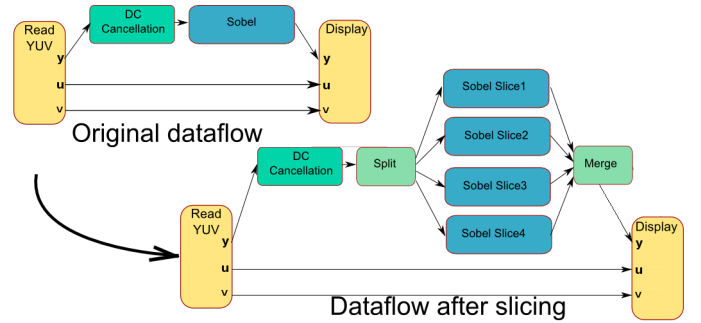 Read
YUV
y
u
v
DC
Cancellation
Sobel
Display
y
u
v
Original dataflow
DC
Cancellation
Split
Sobel Slice1
Sobel Slice2
Sobel Slice3
Sobel Slice4
Merge
Read
YUV
y
u
v
Display
y
u
v
Dataflow after slicing